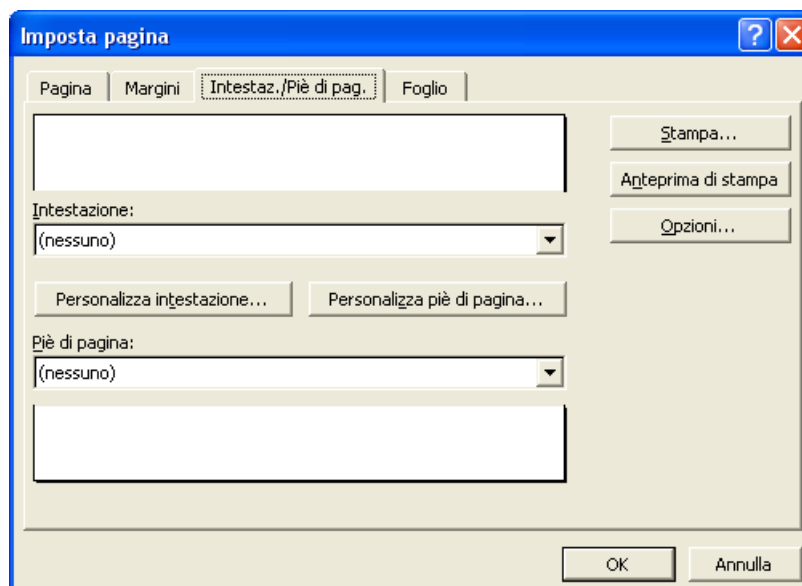 Imposta pagina
Pagina Margini Intestaz./Piè di pag. Foglio
Stampa...
Anteprima di stampa
Opzioni...
Intestazione:
(nessuno)
Personalizza intestazione... Personalizza piè di pagina...
Piè di pagina:
(nessuno)
OK Annulla